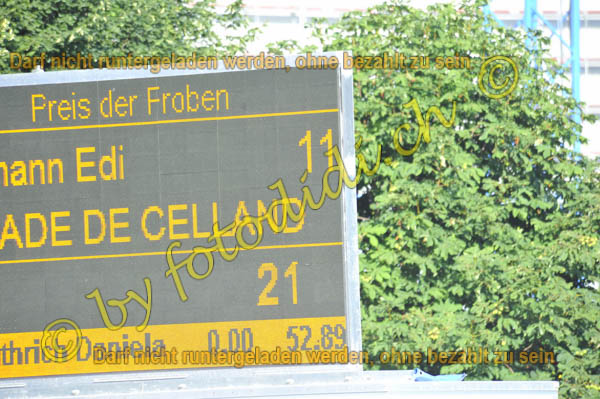 Darf nicht runtergeladen werden, ohne bezahlt zu sein
Preis der Froben
mann Edi 11
ADE DE CELLAND
21
© by fotodidi.ch ©
thrin Daniela 0.00 52.89
Darf nicht runtergeladen werden, ohne bezahlt zu sein